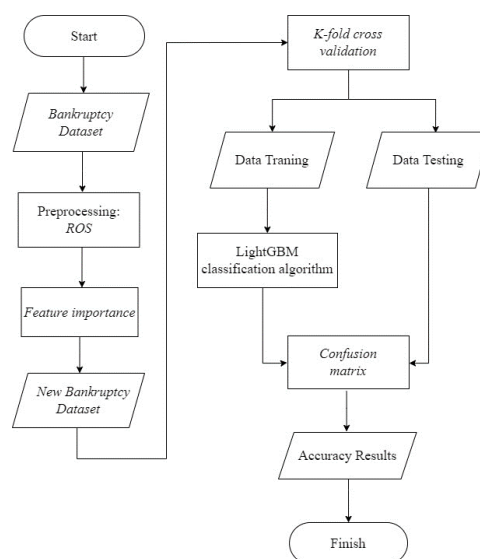 Start
Bankruptcy
Dataset
Preprocessing:
ROS
Feature importance
New Bankruptcy
Dataset
K-fold cross
validation
Data Traning
Data Testing
LightGBM
classification algorithm
Confusion
matrix
Accuracy Results
Finish